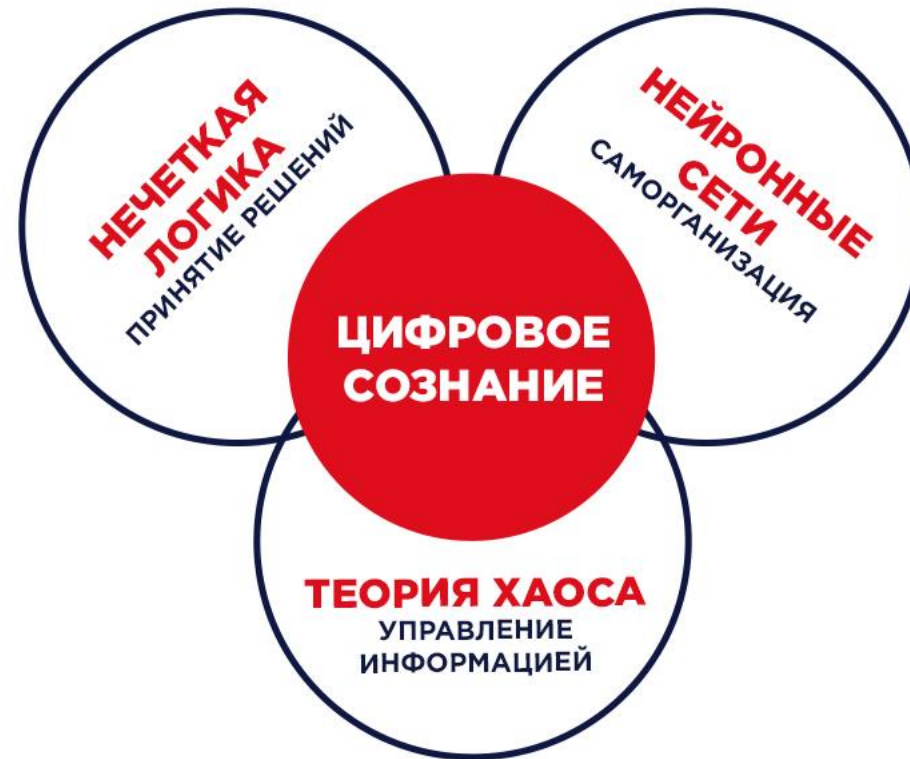 НЕЧЕТКАЯ
ЛОГИКА
ПРИНЯТИЕ РЕШЕНИЙ
НЕЙРОННЫЕ
СЕТИ
САМОРГАНИЗАЦИЯ
ЦИФРОВОЕ
СОЗНАНИЕ
ТЕОРИЯ ХАОСА
УПРАВЛЕНИЕ
ИНФОРМАЦИЕЙ